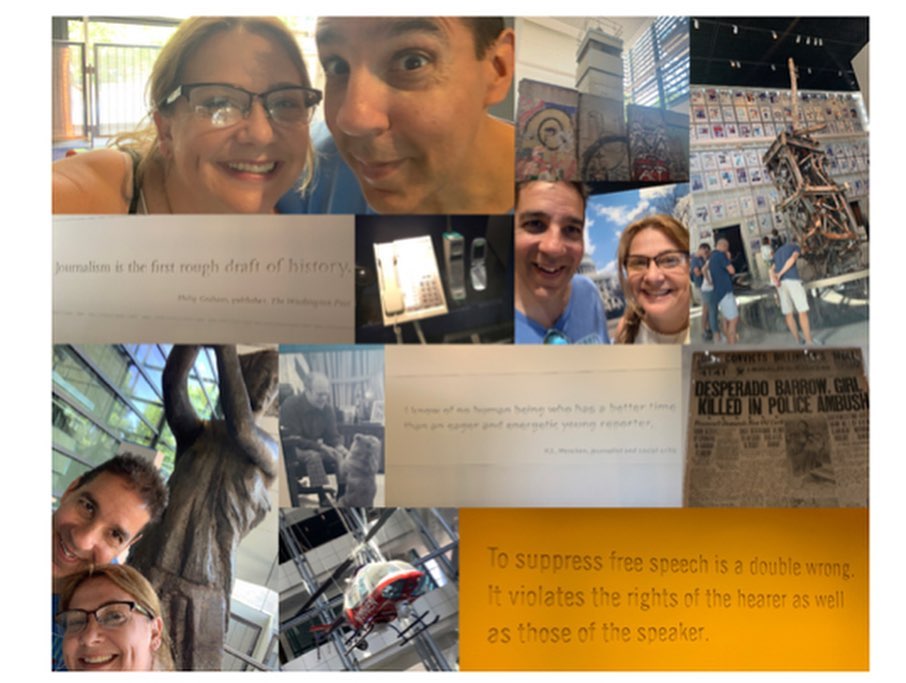 Journalism is the first rough draft of history.
Philip Graham, publisher, The Washington Post
I know of no human being who has a better time
than an eager and energetic young reporter.
H.L. Mencken, journalist and social critic
DESPERADO BARROW, GIRL
KILLED IN POLICE AMBUSH
To suppress free speech is a double wrong.
It violates the rights of the hearer as well
as those of the speaker.